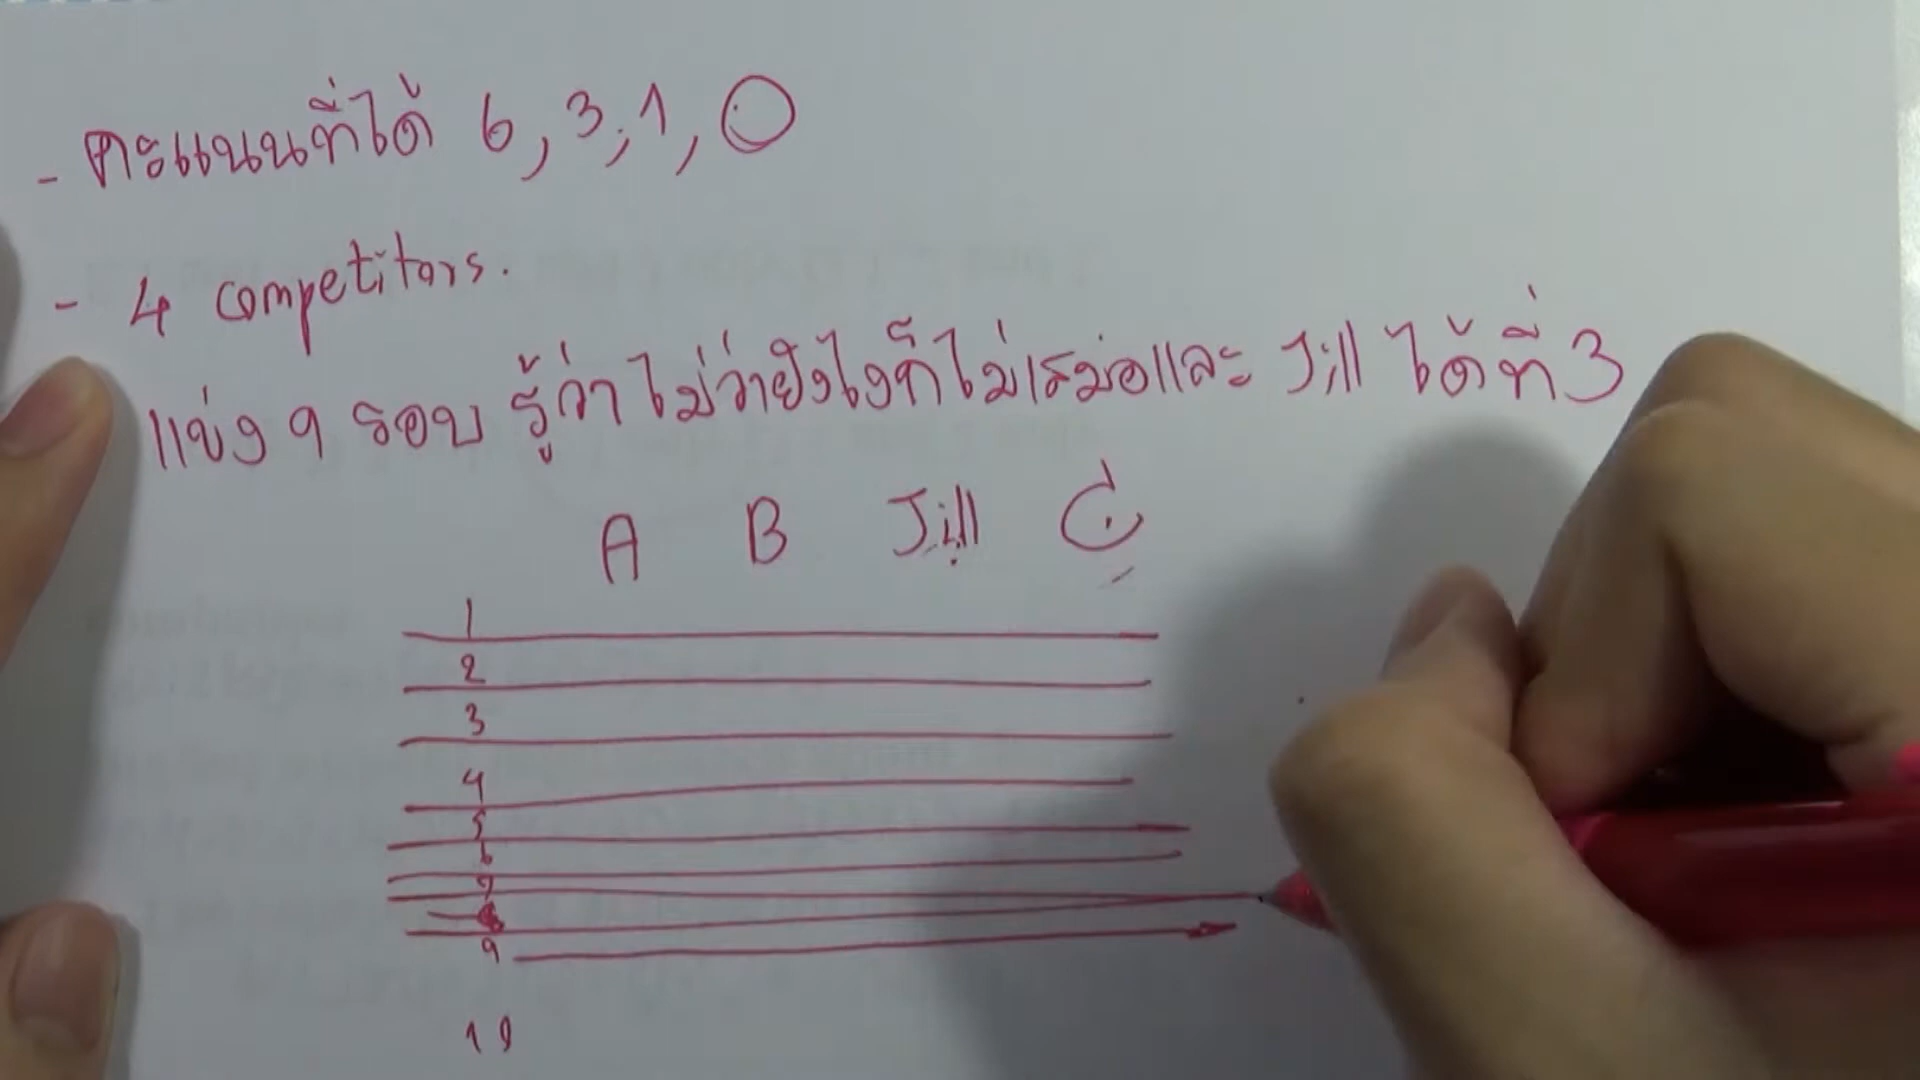 - คะแนนที่ได้ 6, 3, 1, 0
- 4 competitors.
แข่ง 9 รอบ รู้ว่า ไม่ว่ายังไงก็ไม่เสมอและ Jill ได้ที่ 3
A B Jill C
1
2
3
4
5
6
7
8
9